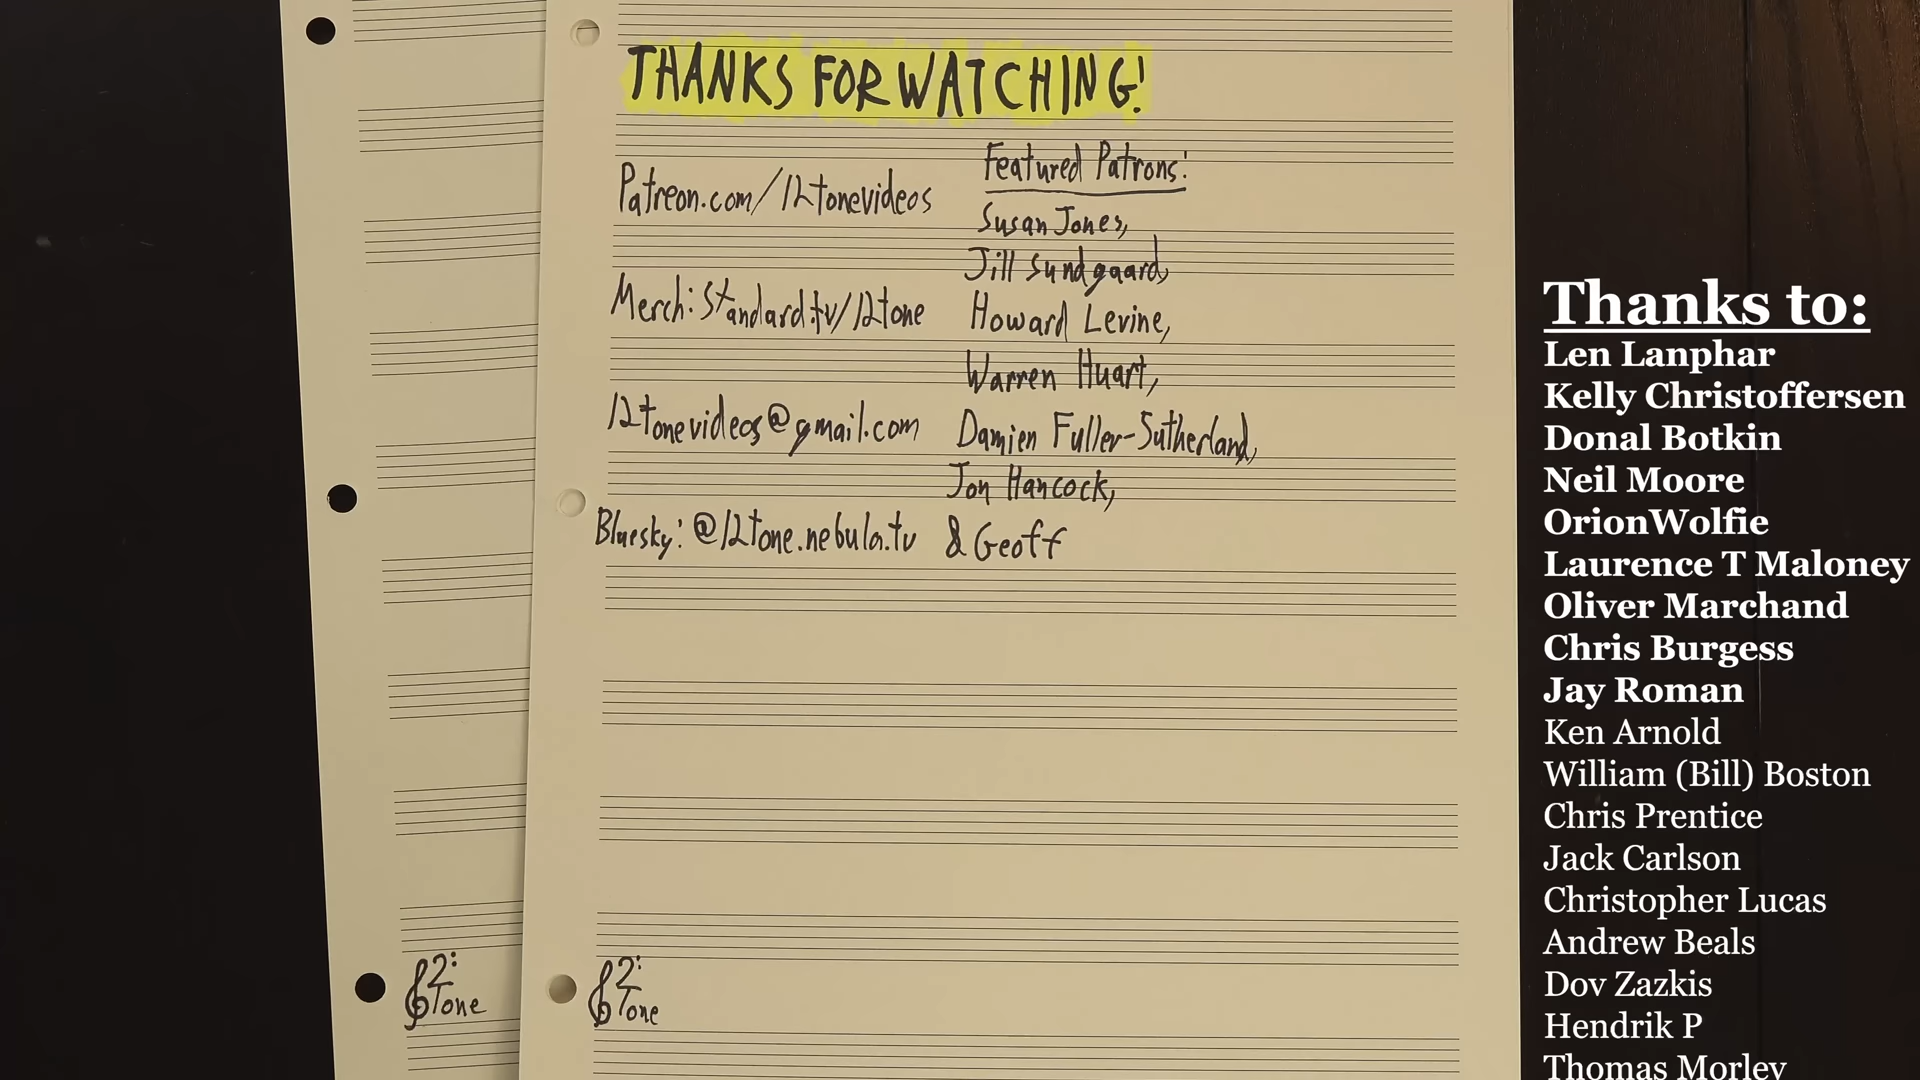 THANKS FOR WATCHING!
Patreon.com/12tonevideos
Merch: Standard.tv/12tone
12tonevideos@gmail.com
Bluesky: @12tone.nebula.tv
Featured Patrons:
Susan Jones,
Jill Sundgaard,
Howard Levine,
Warren Huart,
Damien Fuller-Sutherland,
Jon Hancock,
& Geoff
12:
Tone
12:
Tone
Thanks to:
Len Lanphar
Kelly Christoffersen
Donal Botkin
Neil Moore
OrionWolfie
Laurence T Maloney
Oliver Marchand
Chris Burgess
Jay Roman
Ken Arnold
William (Bill) Boston
Chris Prentice
Jack Carlson
Christopher Lucas
Andrew Beals
Dov Zazkis
Hendrik P
Thomas Morley